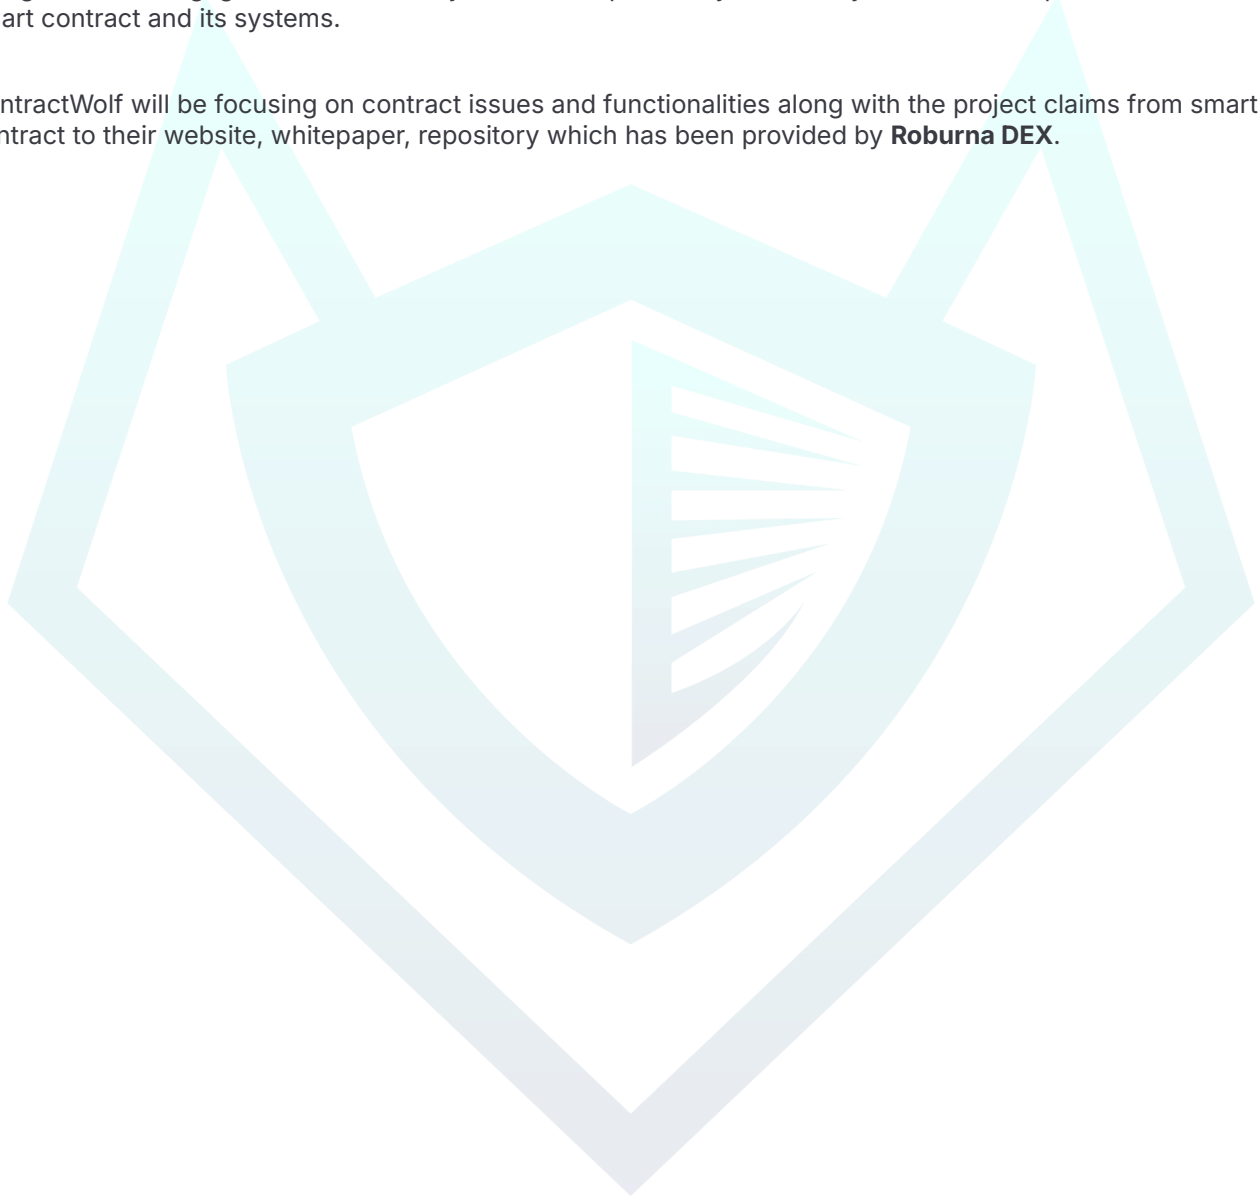 art contract and its systems.
ntractWolf will be focusing on contract issues and functionalities along with the project claims from smart
ntract to their website, whitepaper, repository which has been provided by Roburna DEX.